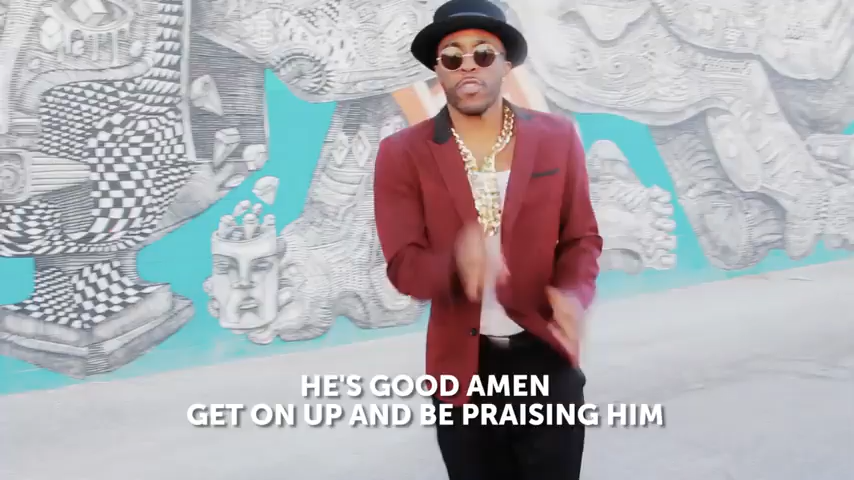 HE'S GOOD AMEN
GET ON UP AND BE PRAISING HIM